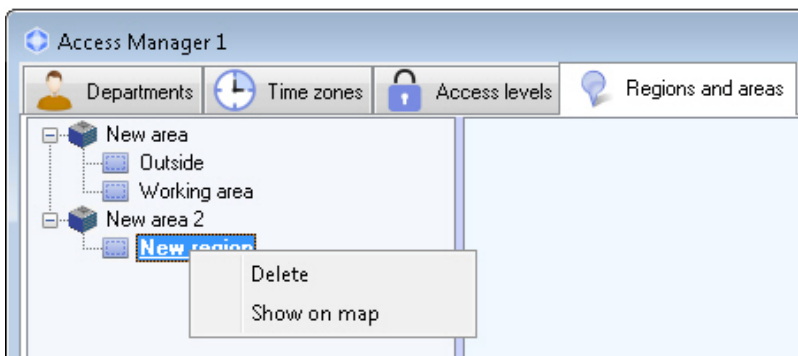 Access Manager 1
Departments Time zones Access levels Regions and areas
New area
Outside
Working area
New area 2
New region
Delete
Show on map